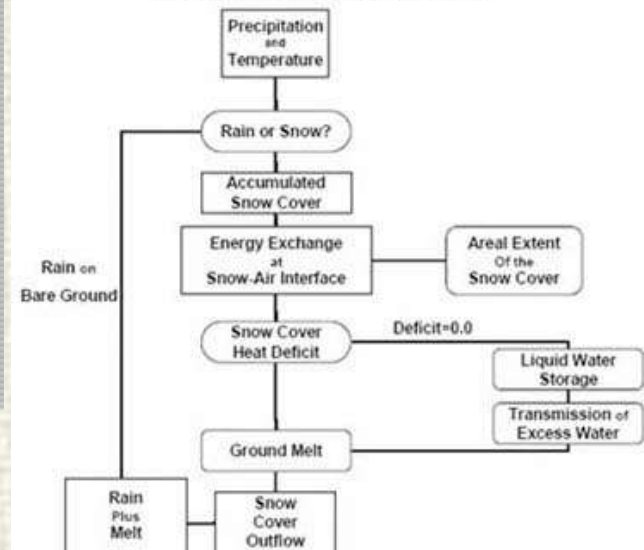 Precipitation
and
Temperature
Rain or Snow?
Accumulated
Snow Cover
Energy Exchange
at
Snow-Air Interface
Areal Extent
Of the
Snow Cover
Rain on
Bare Ground
Snow Cover
Heat Deficit
Deficit=0.0
Liquid Water
Storage
Transmission of
Excess Water
Ground Melt
Rain
Plus
Melt
Snow
Cover
Outflow